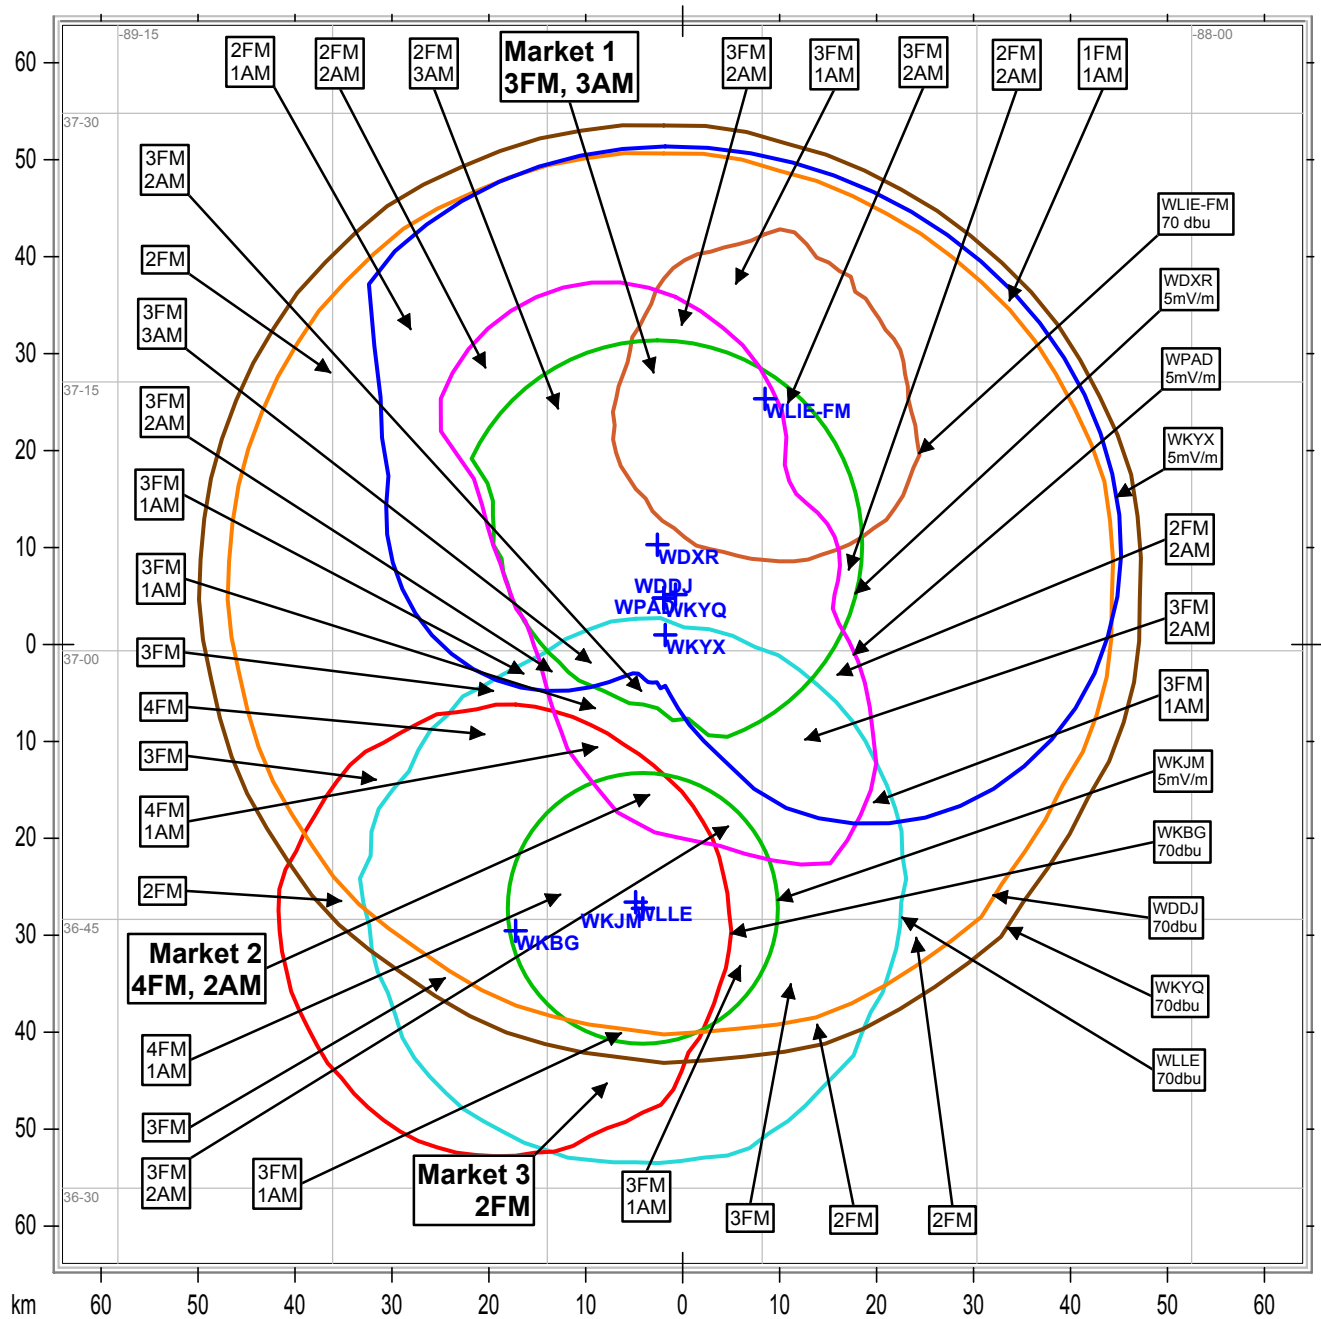 -89-15
-88-00
2FM
1AM
2FM
2AM
2FM
3AM
Market 1
3FM, 3AM
3FM
2AM
3FM
1AM
3FM
2AM
2FM
2AM
1FM
1AM
60
37-30
50
3FM
2AM
WLIE-FM
70 dbu
40
2FM
WDXR
5mV/m
3FM
3AM
30
WPAD
5mV/m
37-15
3FM
2AM
WLIE-FM
WKYX
5mV/m
20
3FM
1AM
10
2FM
2AM
WDXR
3FM
1AM
WDDJ
WPAD
WKYQ
3FM
2AM
0
WKYX
37-00
3FM
3FM
1AM
4FM
10
3FM
WKJM
5mV/m
4FM
1AM
20
WKBG
70dbu
2FM
WDDJ
70dbu
WLLE
WKJM
36-45
30
WKBG
Market 2
4FM, 2AM
WKYQ
70dbu
40
4FM
1AM
WLLE
70dbu
50
3FM
3FM
2AM
3FM
1AM
Market 3
2FM
3FM
1AM
36-30
3FM
2FM
2FM
60
km
60
50
40
30
20
10
0
10
20
30
40
50
60